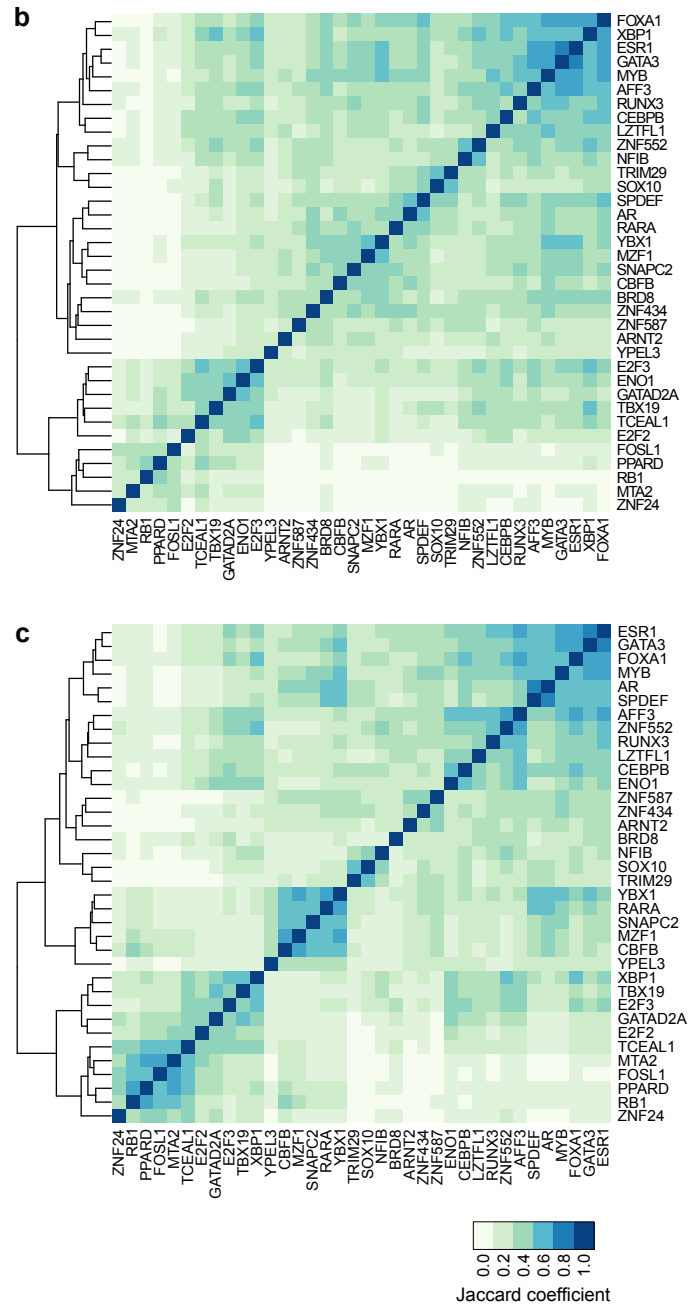 b
FOXA1
XBP1
ESR1
GATA3
MYB
AFF3
RUNX3
CEBPB
LZTFL1
ZNF552
NFIB
TRIM29
SOX10
SPDEF
AR
RARA
YBX1
MZF1
SNAPC2
CBFB
BRD8
ZNF434
ZNF587
ARNT2
YPEL3
E2F3
ENO1
GATAD2A
TBX19
TCEAL1
E2F2
FOSL1
PPARD
RB1
MTA2
ZNF24
ZNF24
MTA2
RB1
PPARD
FOSL1
E2F2
TCEAL1
TBX19
GATAD2A
ENO1
E2F3
YPEL3
ARNT2
ZNF587
ZNF434
BRD8
CBFB
SNAPC2
MZF1
YBX1
RARA
AR
SPDEF
SOX10
TRIM29
NFIB
ZNF552
LZTFL1
CEBPB
RUNX3
AFF3
MYB
GATA3
ESR1
XBP1
FOXA1
c
ESR1
GATA3
FOXA1
MYB
AR
SPDEF
AFF3
ZNF552
RUNX3
LZTFL1
CEBPB
ENO1
ZNF587
ZNF434
ARNT2
BRD8
NFIB
SOX10
TRIM29
YBX1
RARA
SNAPC2
MZF1
CBFB
YPEL3
XBP1
TBX19
E2F3
GATAD2A
E2F2
TCEAL1
MTA2
FOSL1
PPARD
RB1
ZNF24
ZNF24
RB1
PPARD
FOSL1
MTA2
TCEAL1
E2F2
GATAD2A
E2F3
TBX19
XBP1
YPEL3
CBFB
MZF1
SNAPC2
RARA
YBX1
TRIM29
SOX10
NFIB
BRD8
ARNT2
ZNF434
ZNF587
ENO1
CEBPB
LZTFL1
RUNX3
ZNF552
AFF3
SPDEF
AR
MYB
FOXA1
GATA3
ESR1
0.0
0.2
0.4
0.6
0.8
1.0
Jaccard coefficient